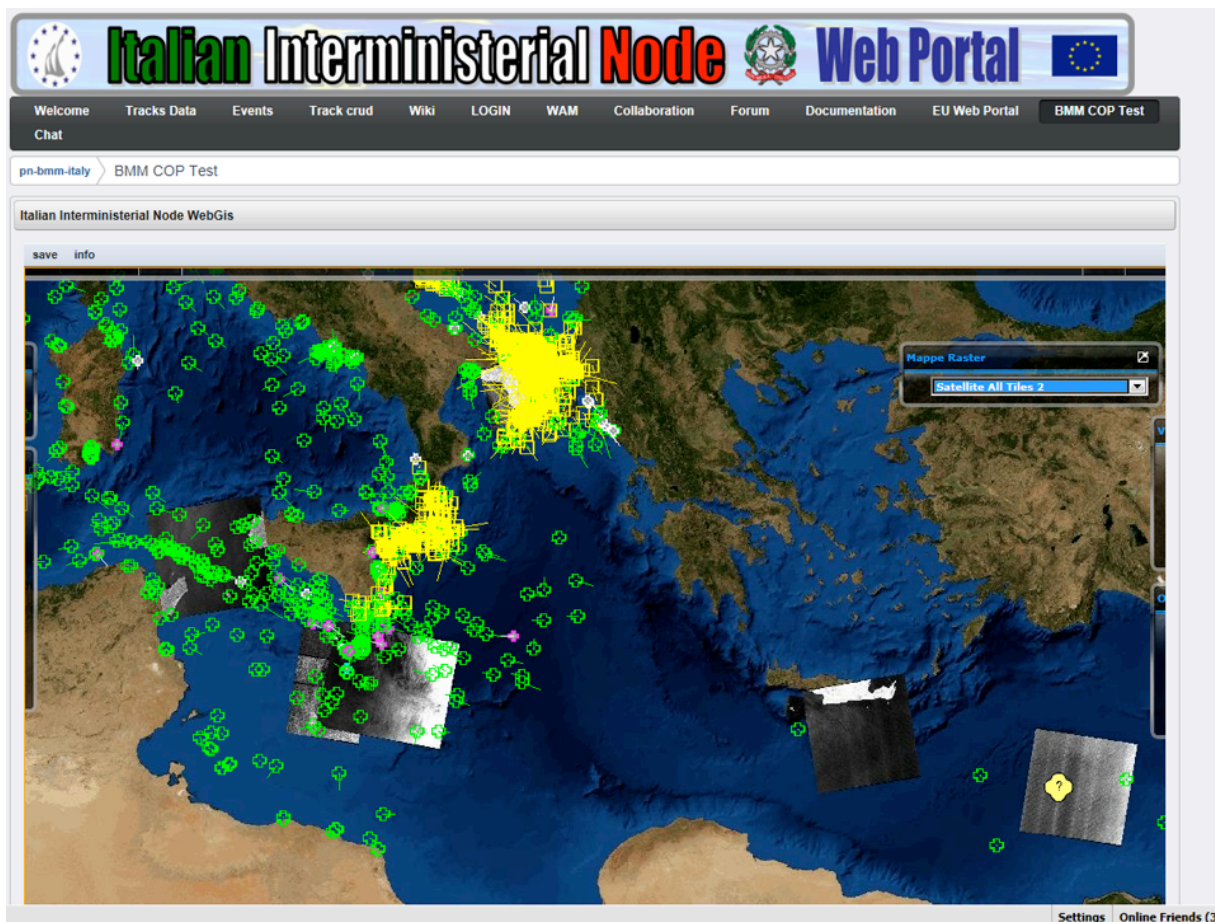 Italian Interministerial Node Web Portal
Welcome Tracks Data Events Track crud Wiki LOGIN WAM Collaboration Forum Documentation EU Web Portal BMM COP Test
Chat
pn-bmm-italy BMM COP Test
Italian Interministerial Node WebGis
save info
Mappe Raster
Satellite All Tiles 2
V
O
?
Settings Online Friends (3